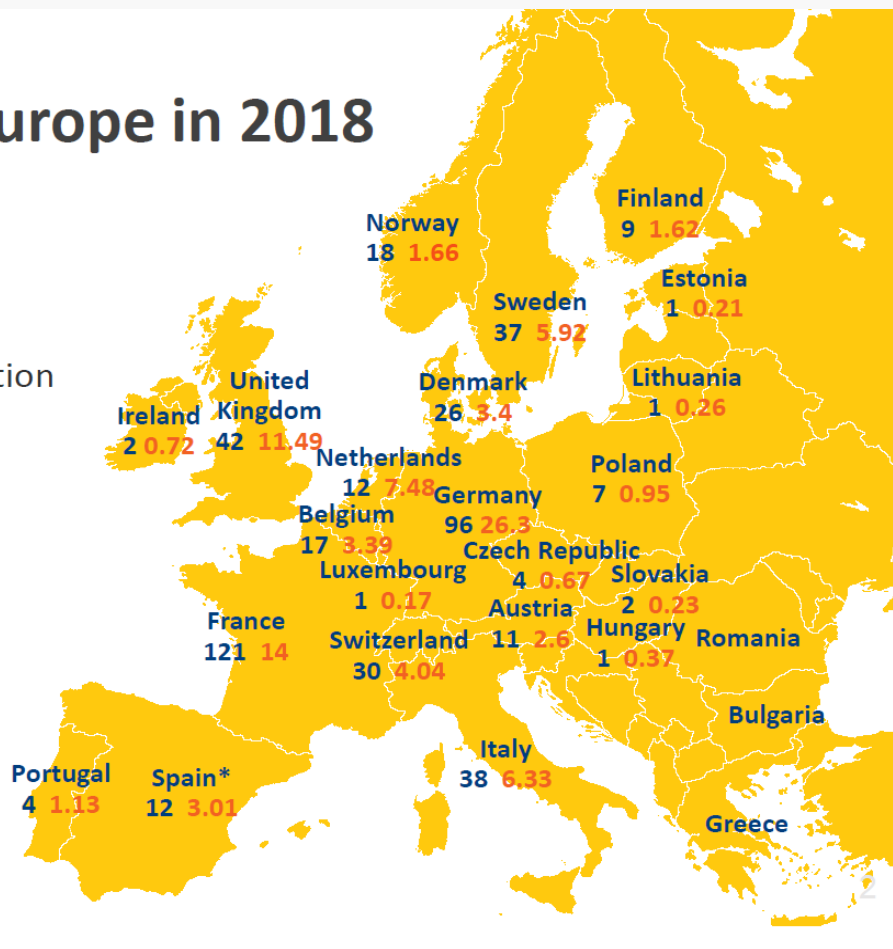 urope in 2018
tion
Norway
18 1.66
Finland
9 1.62
Sweden
37 5.92
Estonia
1 0.21
Denmark
26 3.4
Lithuania
1 0.26
United
Kingdom
42 11.49
Ireland
2 0.72
Netherlands
12 7.48
Germany
96 26.3
Poland
7 0.95
Belgium
17 3.39
Czech Republic
4 0.67
Luxembourg
1 0.17
Slovakia
2 0.23
Austria
11 2.6
France
121 14
Switzerland
30 4.04
Hungary
1 0.37
Romania
Bulgaria
Italy
38 6.33
Portugal
4 1.13
Spain*
12 3.01
Greece
2